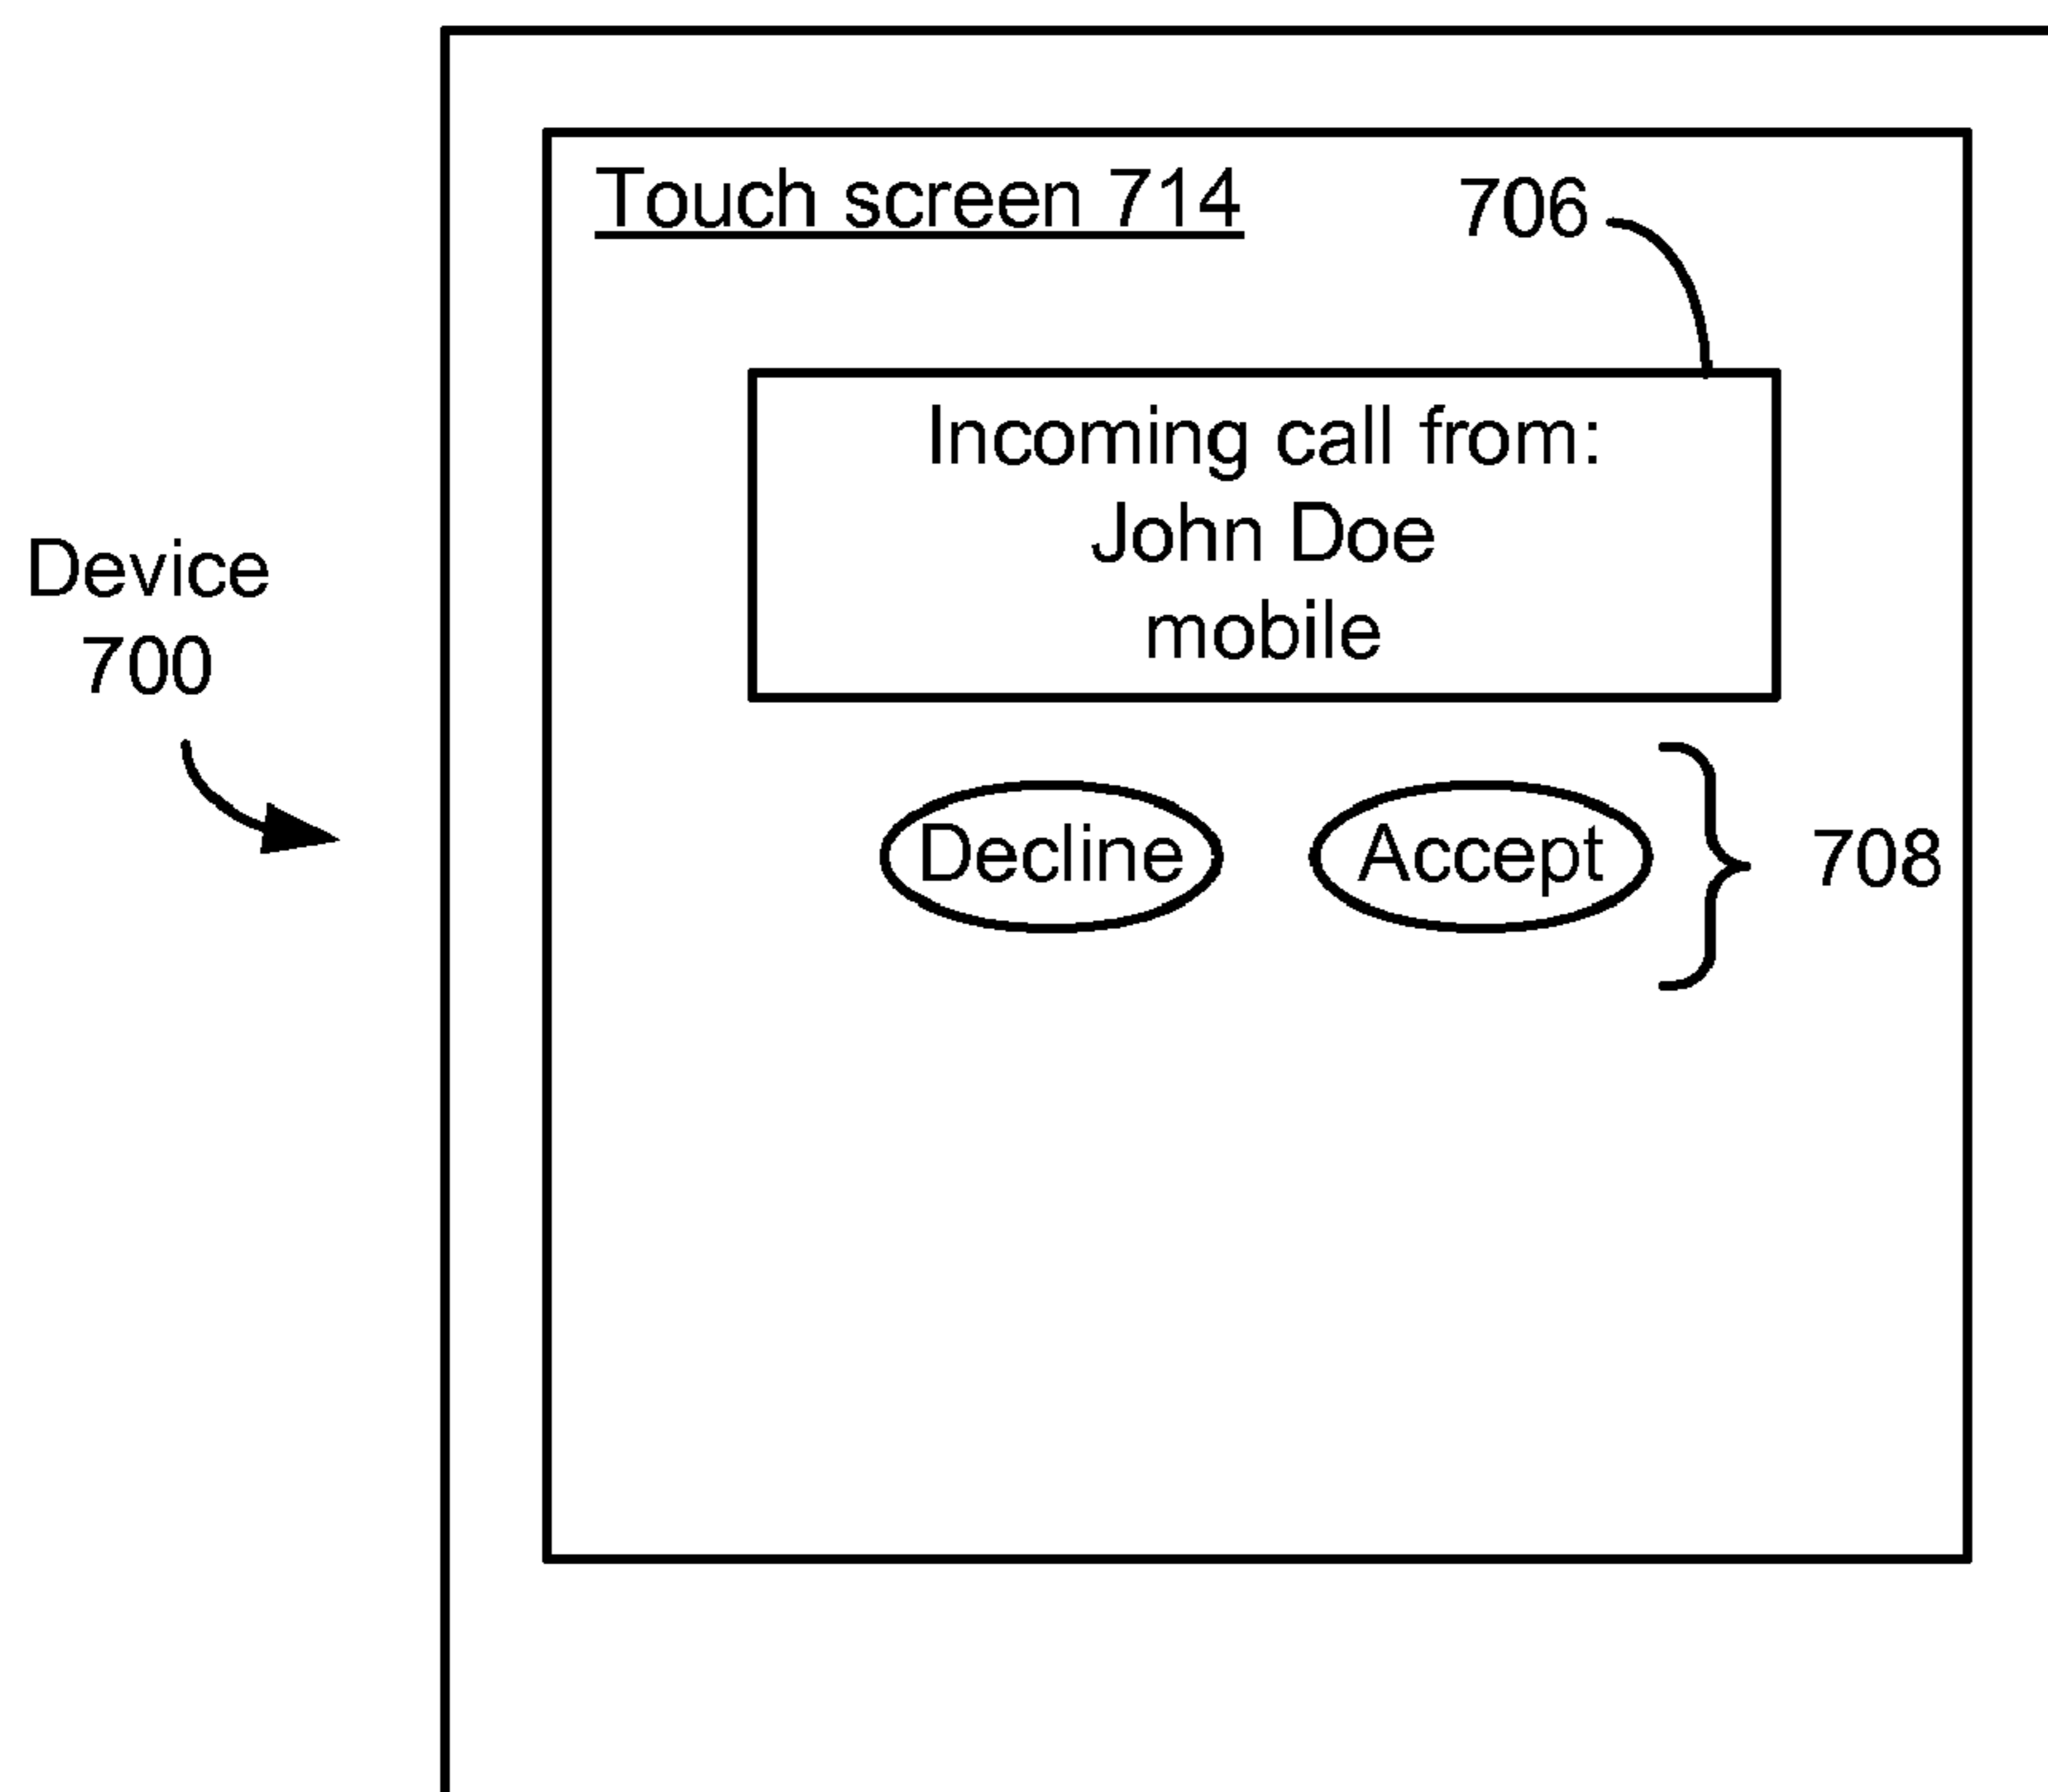 Touch screen 714
706
Incoming call from:
John Doe
mobile
Device
700
Decline
Accept
708